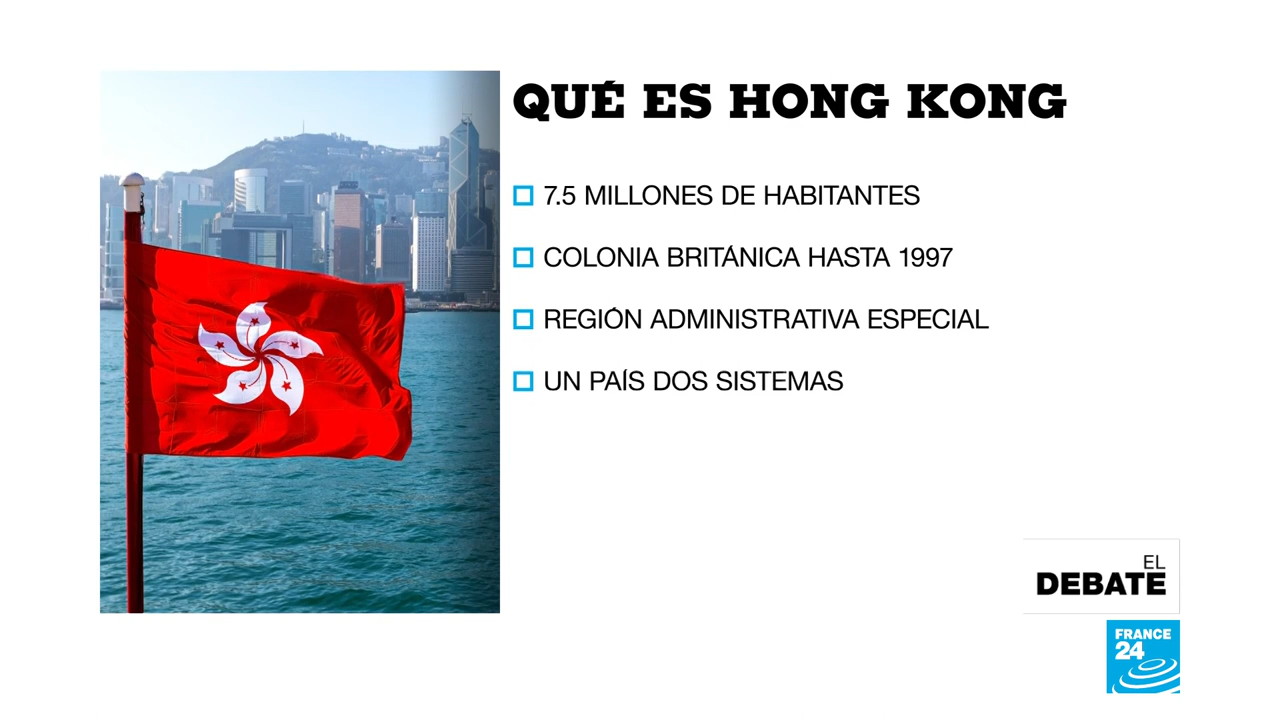 QUÉ ES HONG KONG
7.5 MILLONES DE HABITANTES
COLONIA BRITÁNICA HASTA 1997
REGIÓN ADMINISTRATIVA ESPECIAL
UN PAÍS DOS SISTEMAS
EL
DEBATE
FRANCE
24